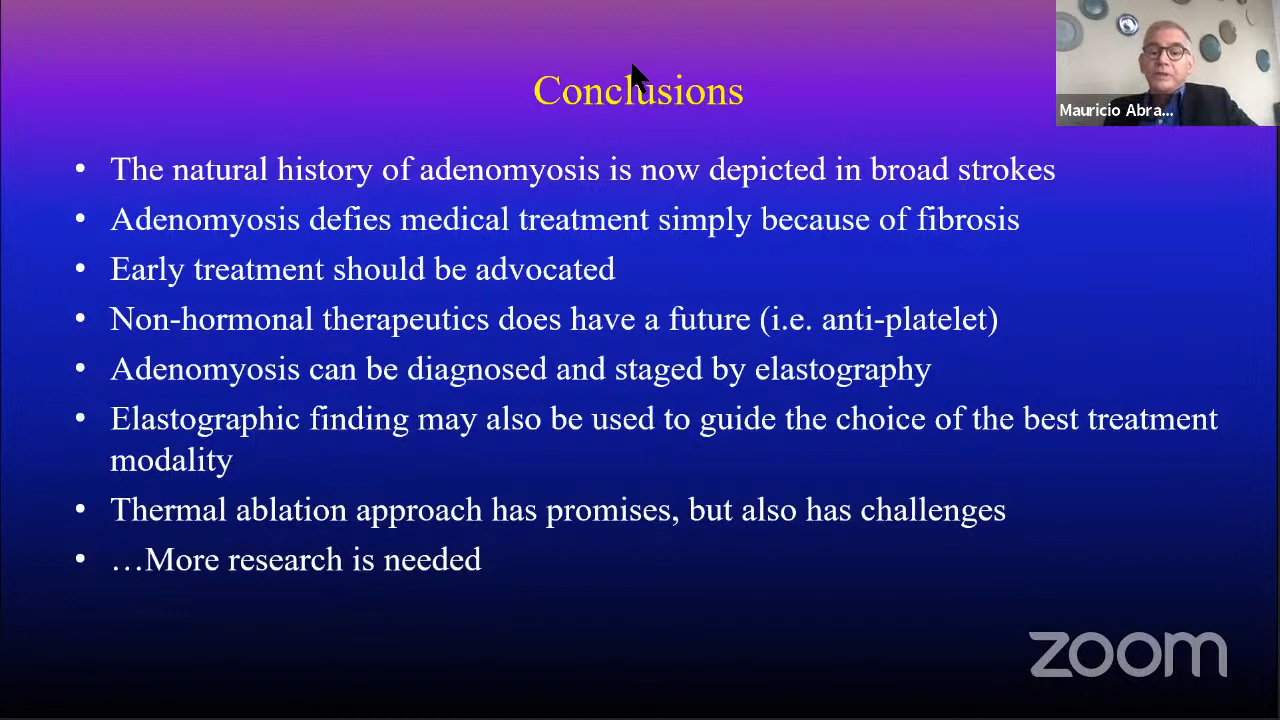 Conclusions
Mauricio Abra...
• The natural history of adenomyosis is now depicted in broad strokes
• Adenomyosis defies medical treatment simply because of fibrosis
• Early treatment should be advocated
• Non-hormonal therapeutics does have a future (i.e. anti-platelet)
• Adenomyosis can be diagnosed and staged by elastography
• Elastographic finding may also be used to guide the choice of the best treatment
modality
• Thermal ablation approach has promises, but also has challenges
• …More research is needed
zoom